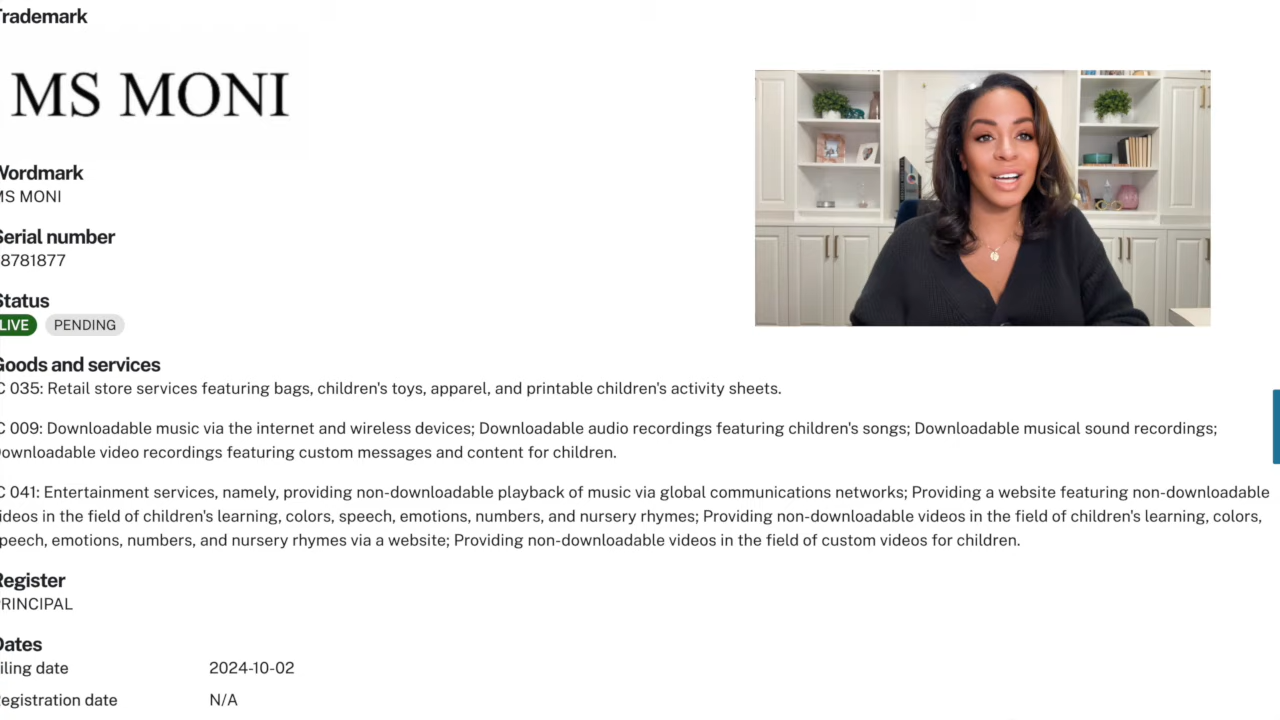 Trademark
MS MONI
Wordmark
MS MONI
Serial number
8781877
Status
LIVE PENDING
Goods and services
C 035: Retail store services featuring bags, children's toys, apparel, and printable children's activity sheets.
C 009: Downloadable music via the internet and wireless devices; Downloadable audio recordings featuring children's songs; Downloadable musical sound recordings;
Downloadable video recordings featuring custom messages and content for children.
C 041: Entertainment services, namely, providing non-downloadable playback of music via global communications networks; Providing a website featuring non-downloadable
ideos in the field of children's learning, colors, speech, emotions, numbers, and nursery rhymes; Providing non-downloadable videos in the field of children's learning, colors,
peech, emotions, numbers, and nursery rhymes via a website; Providing non-downloadable videos in the field of custom videos for children.
Register
PRINCIPAL
Dates
iling date 2024-10-02
egistration date N/A